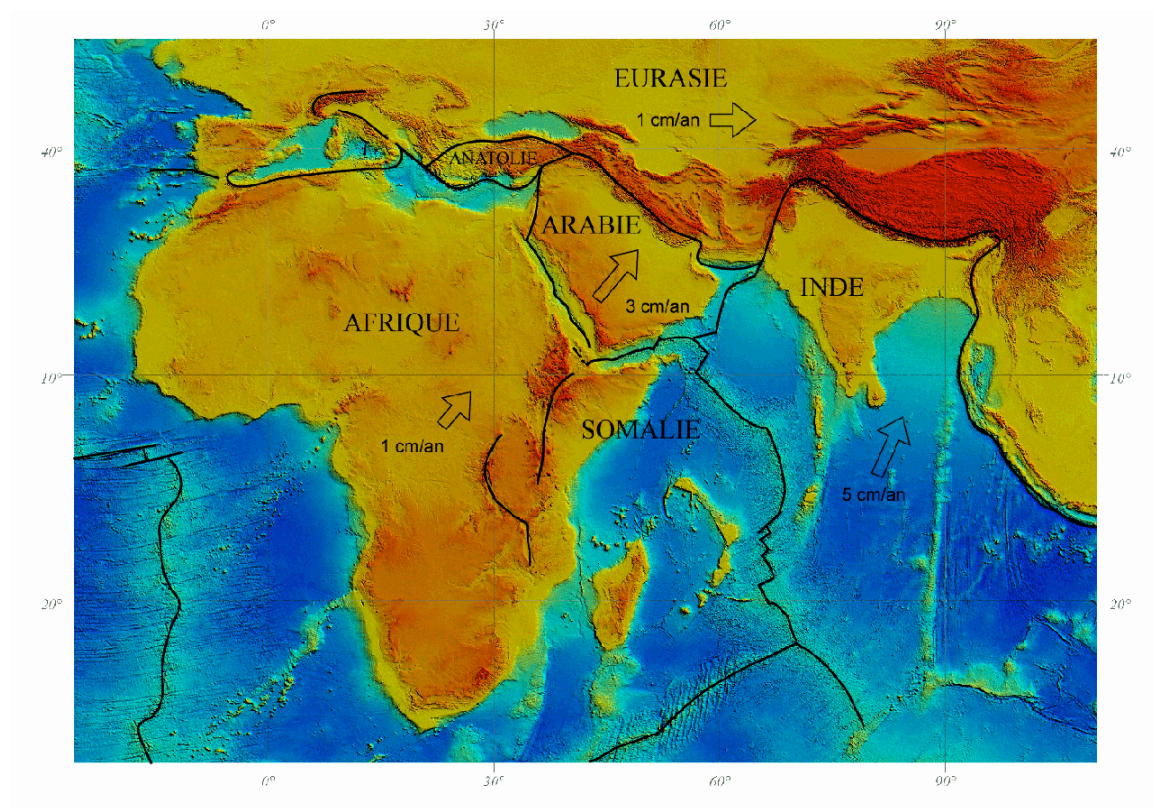 0° 30° 60° 90°
EURASIE
1 cm/an
40° ANATOLIE 40°
ARABIE
INDE
3 cm/an
AFRIQUE
10° 10°
SOMALIE
1 cm/an
5 cm/an
20° 20°
0° 30° 60° 90°